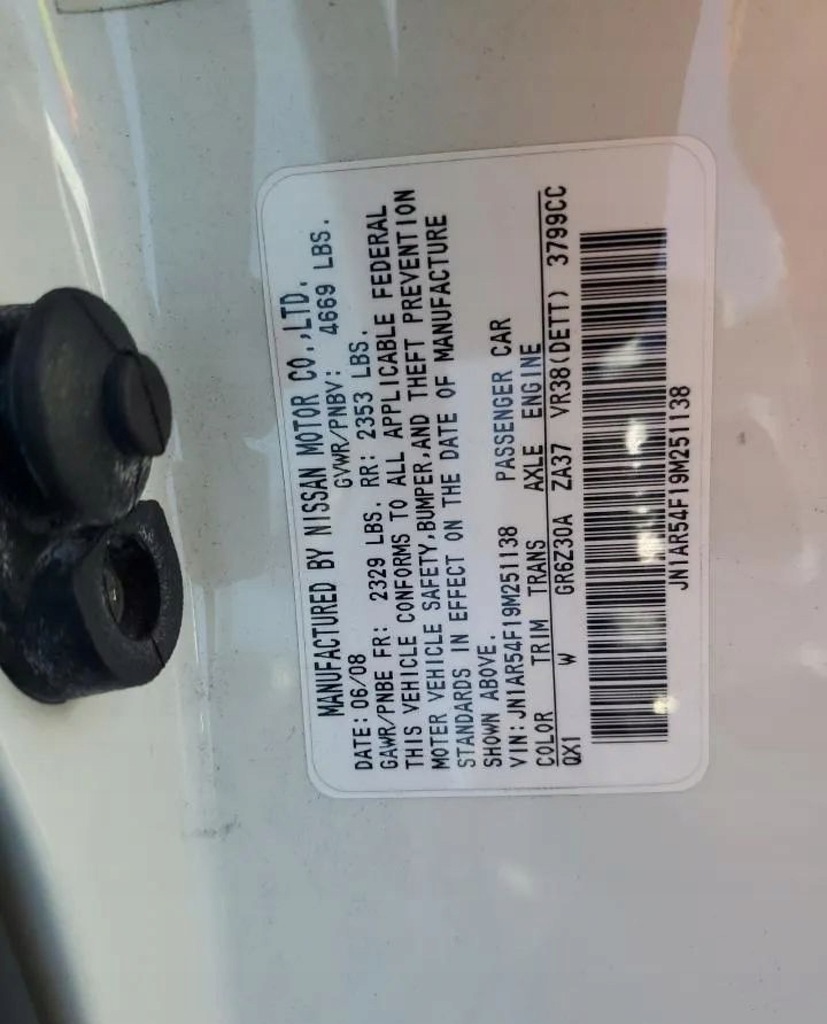 MANUFACTURED BY NISSAN MOTOR CO.,LTD.
DATE: 06/08 GVWR/PNBV: 4669 LBS.
GAWR/PNBE FR: 2329 LBS. RR: 2353 LBS.
THIS VEHICLE CONFORMS TO ALL APPLICABLE FEDERAL
MOTER VEHICLE SAFETY,BUMPER,AND THEFT PREVENTION
STANDARDS IN EFFECT ON THE DATE OF MANUFACTURE
SHOWN ABOVE.
VIN: JN1AR54F19M251138 PASSENGER CAR
COLOR TRIM TRANS AXLE ENGINE
QX1 W GR6Z30A ZA37 VR38(DETT) 3799CC
JN1AR54F19M251138